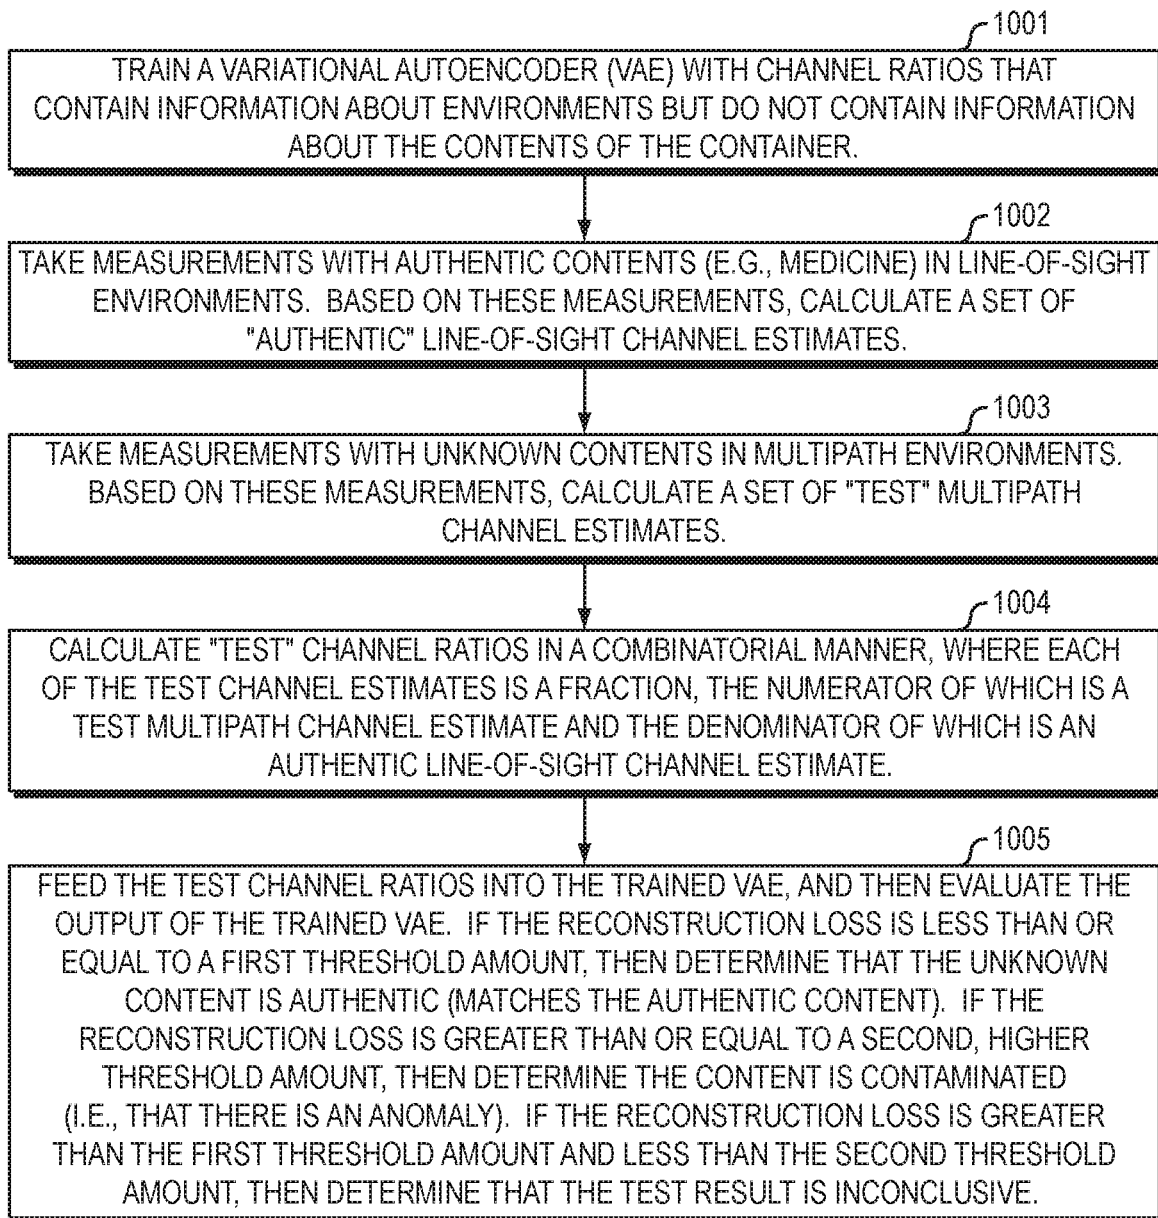 1001
TRAIN A VARIATIONAL AUTOENCODER (VAE) WITH CHANNEL RATIOS THAT
CONTAIN INFORMATION ABOUT ENVIRONMENTS BUT DO NOT CONTAIN INFORMATION
ABOUT THE CONTENTS OF THE CONTAINER.
1002
TAKE MEASUREMENTS WITH AUTHENTIC CONTENTS (E.G., MEDICINE) IN LINE-OF-SIGHT
ENVIRONMENTS. BASED ON THESE MEASUREMENTS, CALCULATE A SET OF
"AUTHENTIC" LINE-OF-SIGHT CHANNEL ESTIMATES.
1003
TAKE MEASUREMENTS WITH UNKNOWN CONTENTS IN MULTIPATH ENVIRONMENTS.
BASED ON THESE MEASUREMENTS, CALCULATE A SET OF "TEST" MULTIPATH
CHANNEL ESTIMATES.
1004
CALCULATE "TEST" CHANNEL RATIOS IN A COMBINATORIAL MANNER, WHERE EACH
OF THE TEST CHANNEL ESTIMATES IS A FRACTION, THE NUMERATOR OF WHICH IS A
TEST MULTIPATH CHANNEL ESTIMATE AND THE DENOMINATOR OF WHICH IS AN
AUTHENTIC LINE-OF-SIGHT CHANNEL ESTIMATE.
1005
FEED THE TEST CHANNEL RATIOS INTO THE TRAINED VAE, AND THEN EVALUATE THE
OUTPUT OF THE TRAINED VAE. IF THE RECONSTRUCTION LOSS IS LESS THAN OR
EQUAL TO A FIRST THRESHOLD AMOUNT, THEN DETERMINE THAT THE UNKNOWN
CONTENT IS AUTHENTIC (MATCHES THE AUTHENTIC CONTENT). IF THE
RECONSTRUCTION LOSS IS GREATER THAN OR EQUAL TO A SECOND, HIGHER
THRESHOLD AMOUNT, THEN DETERMINE THE CONTENT IS CONTAMINATED
(I.E., THAT THERE IS AN ANOMALY). IF THE RECONSTRUCTION LOSS IS GREATER
THAN THE FIRST THRESHOLD AMOUNT AND LESS THAN THE SECOND THRESHOLD
AMOUNT, THEN DETERMINE THAT THE TEST RESULT IS INCONCLUSIVE.